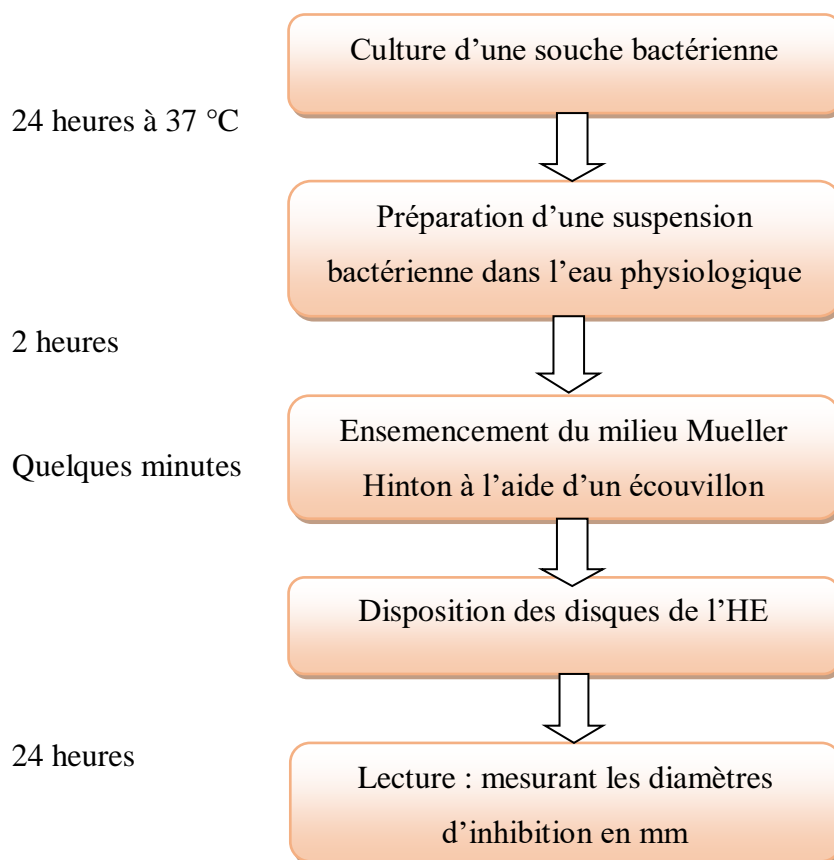 Culture d’une souche bactérienne
24 heures à 37 °C
Préparation d’une suspension
bactérienne dans l’eau physiologique
2 heures
Ensemencement du milieu Mueller
Quelques minutes
Hinton à l’aide d’un écouvillon
Disposition des disques de l’HE
24 heures
Lecture : mesurant les diamètres
d’inhibition en mm